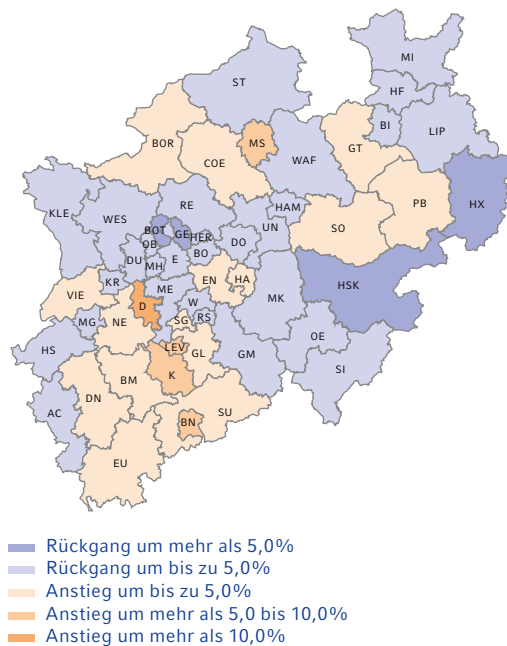 MI
ST
HF
BI
LIP
MS
BOR
GT
COE
WAF
HX
RE
PB
HAM
KLE
WES
UN
SO
BOT
GE
HER
OB
DO
BO
DU
MH
E
KR
EN
HA
HSK
ME
VIE
MK
D
W
MG
NE
SG
RS
OE
LEV
HS
GL
GM
K
SI
BM
DN
AC
SU
BN
EU
Rückgang um mehr als 5,0%
Rückgang um bis zu 5,0%
Anstieg um bis zu 5,0%
Anstieg um mehr als 5,0 bis 10,0%
Anstieg um mehr als 10,0%